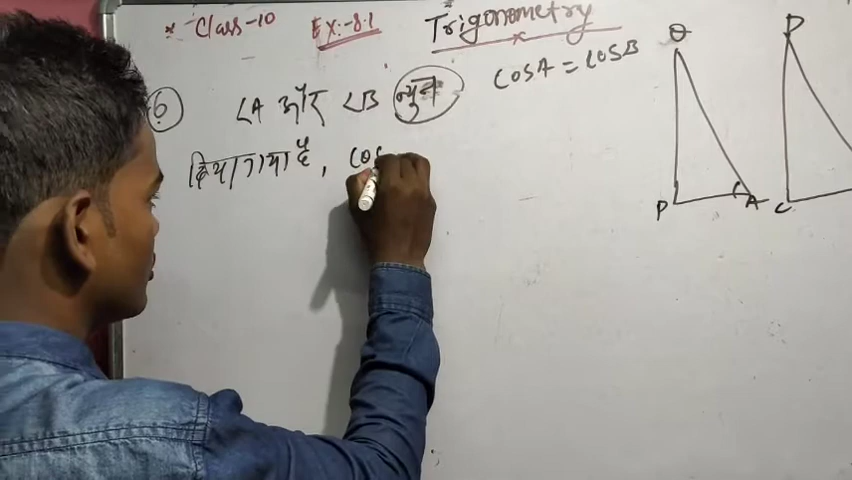 * Class-10 Ex:-8.1 Trigonometry
6 ∠A और ∠B न्यून cosA = cosB
दिया गया है, cos
Q
P A
D
C